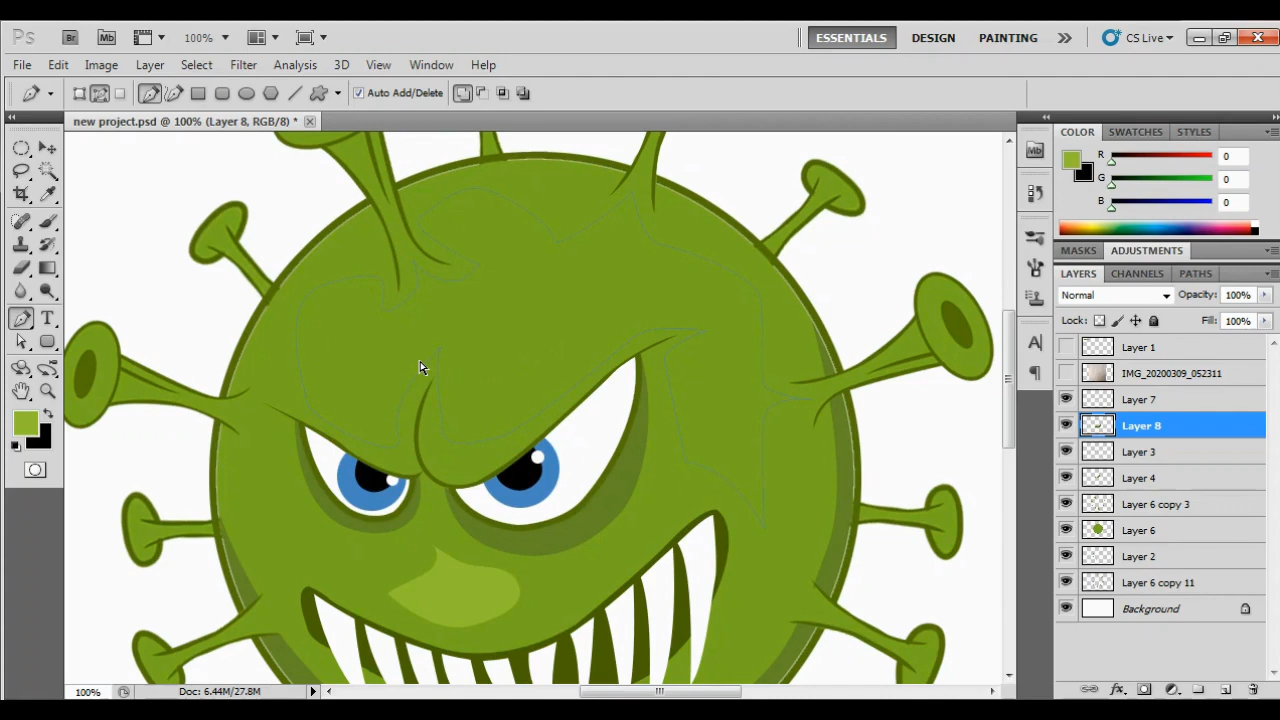 Ps Br Mb 100% ESSENTIALS DESIGN PAINTING CS Live
File Edit Image Layer Select Filter Analysis 3D View Window Help
Auto Add/Delete
new project.psd @ 100% (Layer 8, RGB/8) *
COLOR SWATCHES STYLES
R 0
G 0
B 0
MASKS ADJUSTMENTS
LAYERS CHANNELS PATHS
Normal Opacity: 100%
Lock: Fill: 100%
Layer 1
IMG_20200309_052311
Layer 7
Layer 8
Layer 3
Layer 4
Layer 6 copy 3
Layer 6
Layer 2
Layer 6 copy 11
Background
100% Doc: 6.44M/27.8M